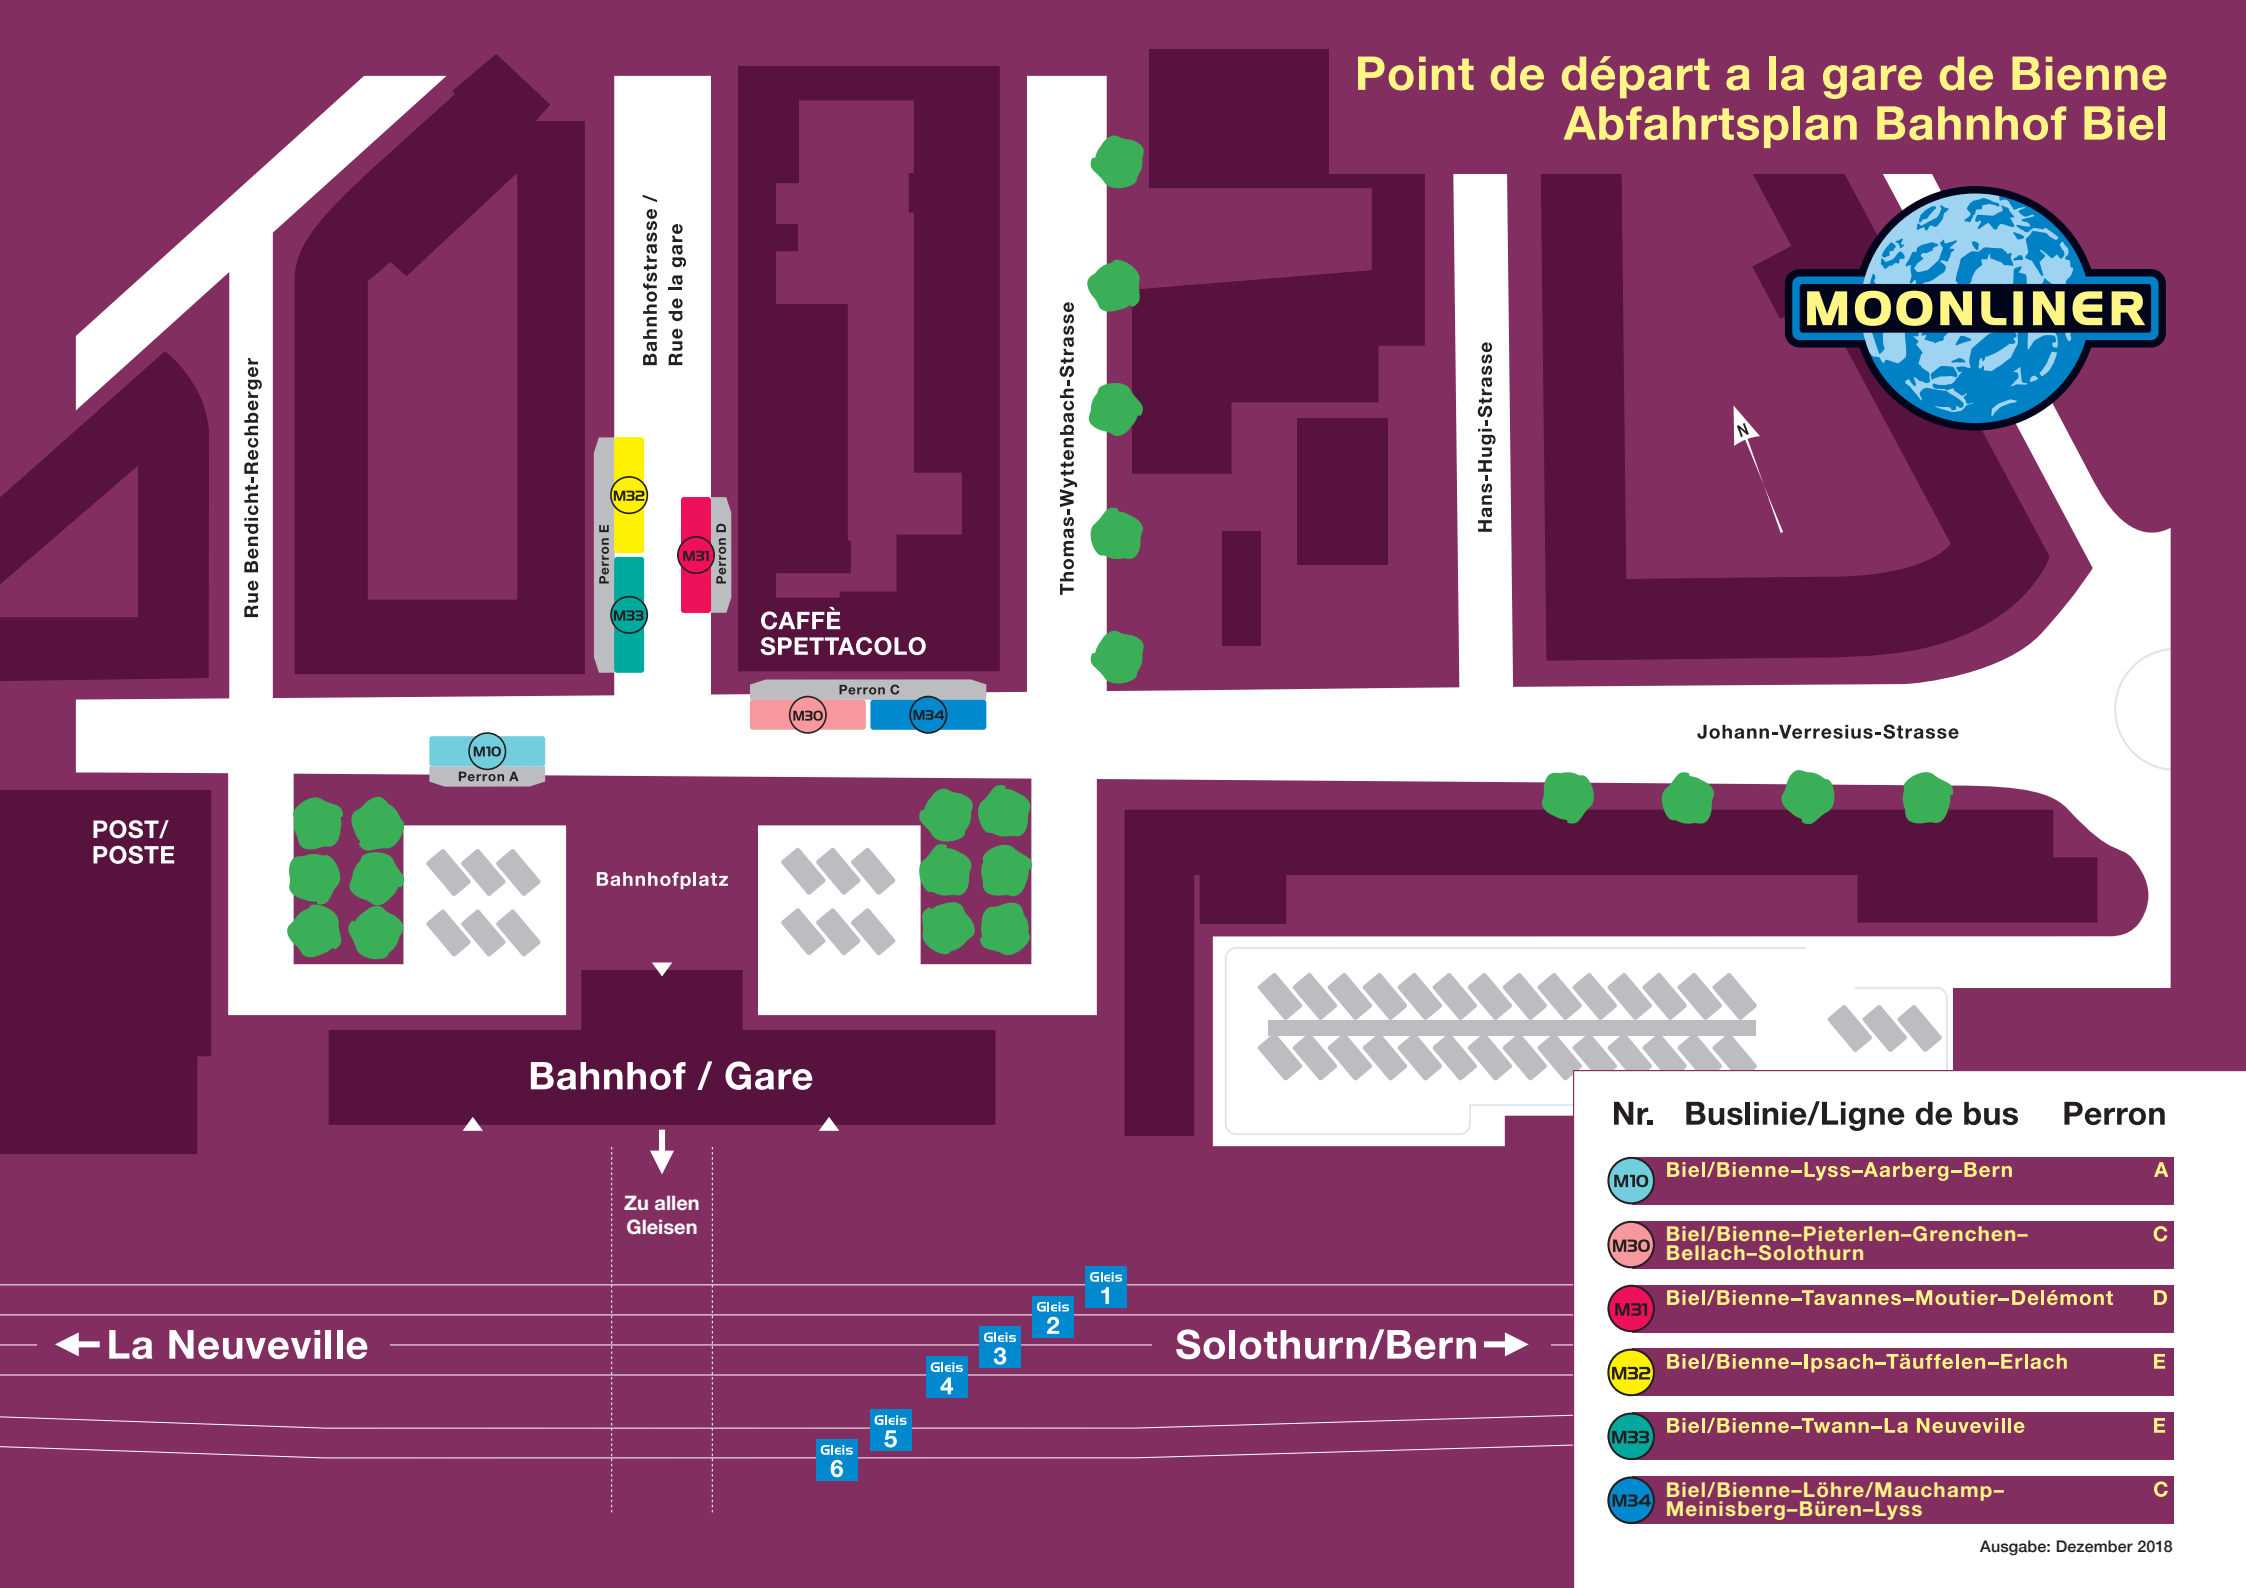 Point de départ a la gare de Bienne
Abfahrtsplan Bahnhof Biel
MOONLINER
N
Rue Bendicht-Rechberger
Bahnhofstrasse /
Rue de la gare
Thomas-Wyttenbach-Strasse
Hans-Hugi-Strasse
Johann-Verresius-Strasse
Perron E
M32
M33
M31
Perron D
CAFFÈ
SPETTACOLO
Perron C
M30
M34
M10
Perron A
POST/
POSTE
Bahnhofplatz
Bahnhof / Gare
Zu allen
Gleisen
Gleis
1
Gleis
2
Gleis
3
Gleis
4
Gleis
5
Gleis
6
La Neuveville
Solothurn/Bern
Nr. Buslinie/Ligne de bus Perron
M10 Biel/Bienne–Lyss–Aarberg–Bern A
M30 Biel/Bienne–Pieterlen–Grenchen– C
Bellach–Solothurn
M31 Biel/Bienne–Tavannes–Moutier–Delémont D
M32 Biel/Bienne–Ipsach–Täuffelen–Erlach E
M33 Biel/Bienne–Twann–La Neuveville E
M34 Biel/Bienne–Löhre/Mauchamp– C
Meinisberg–Büren–Lyss
Ausgabe: Dezember 2018